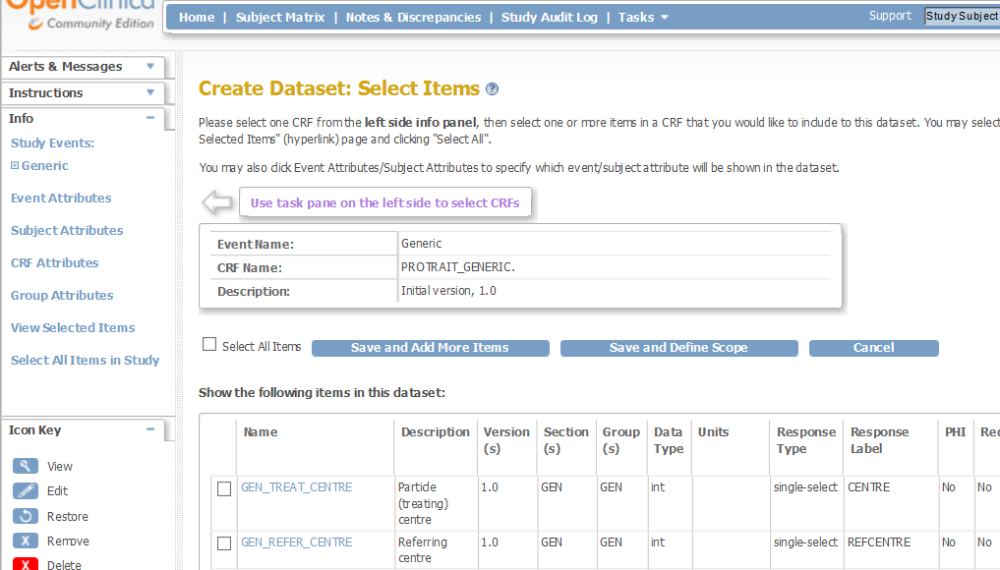 OpenClinica
Community Edition
Home | Subject Matrix | Notes & Discrepancies | Study Audit Log | Tasks
Support
Study Subject
Alerts & Messages
Instructions
Info
Study Events:
Generic
Event Attributes
Subject Attributes
CRF Attributes
Group Attributes
View Selected Items
Select All Items in Study
Icon Key
View
Edit
Restore
Remove
Delete
Create Dataset: Select Items
Please select one CRF from the left side info panel, then select one or more items in a CRF that you would like to include to this dataset. You may select
Selected Items" (hyperlink) page and clicking "Select All".
You may also click Event Attributes/Subject Attributes to specify which event/subject attribute will be shown in the dataset.
Use task pane on the left side to select CRFs
Event Name: Generic
CRF Name: PROTRAIT_GENERIC.
Description: Initial version, 1.0
Select All Items Save and Add More Items Save and Define Scope Cancel
Show the following items in this dataset:
Name Description Version (s) Section (s) Group (s) Data Type Units Response Type Response Label PHI Rec
GEN_TREAT_CENTRE Particle (treating) centre 1.0 GEN GEN int single-select CENTRE No No
GEN_REFER_CENTRE Referring centre 1.0 GEN GEN int single-select REFCENTRE No No